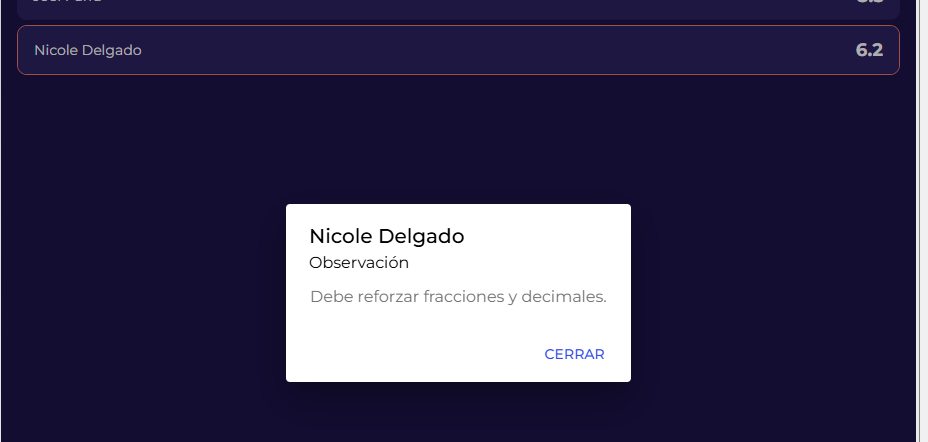 Nicole Delgado
6.2
Nicole Delgado
Observación
Debe reforzar fracciones y decimales.
CERRAR